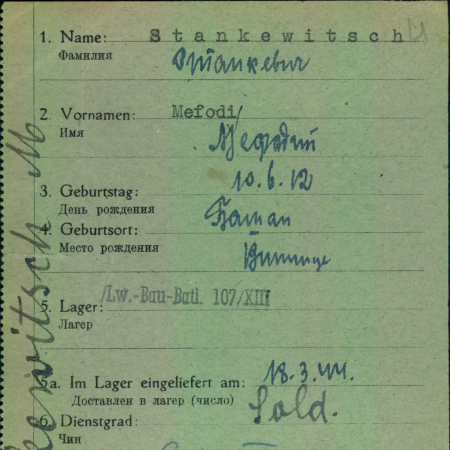 1. Name: Stankewitsch
Фамилия Станкевич
2. Vornamen: Mefodi
Имя Мефодий
3. Geburtstag: 10.6.12
День рождения
4. Geburtsort:
Место рождения
5. Lager: /Lw.-Bau-Batl. 107/XIII
Лагерь
5a. Im Lager eingeliefert am: 18.3.44.
Доставлен в лагерь (число)
6. Dienstgrad: Sold.
Чин